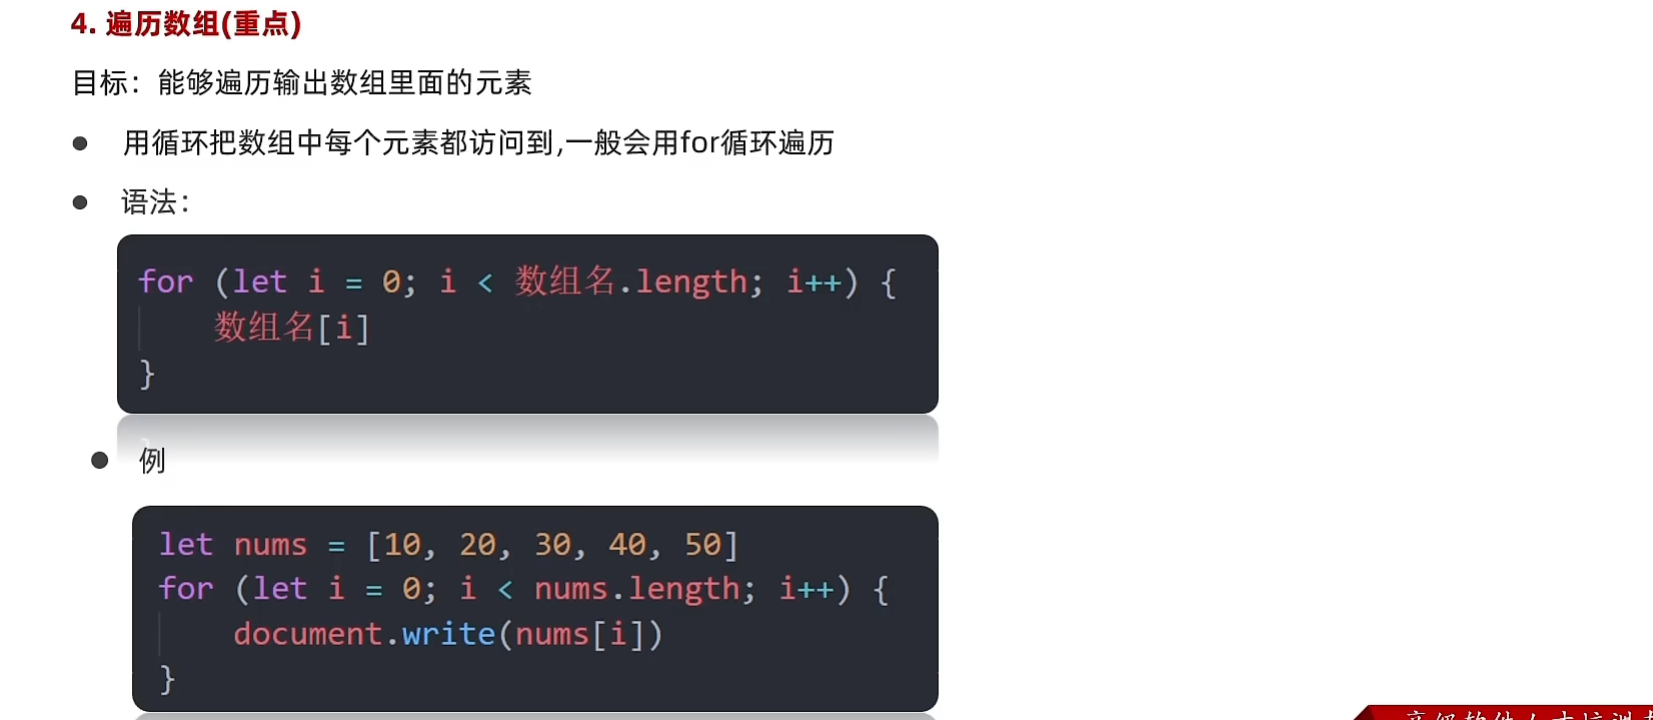 4. 遍历数组(重点)
目标：能够遍历输出数组里面的元素
● 用循环把数组中每个元素都访问到,一般会用for循环遍历
● 语法：
for (let i = 0; i < 数组名.length; i++) {
    数组名[i]
}
● 例
let nums = [10, 20, 30, 40, 50]
for (let i = 0; i < nums.length; i++) {
    document.write(nums[i])
}